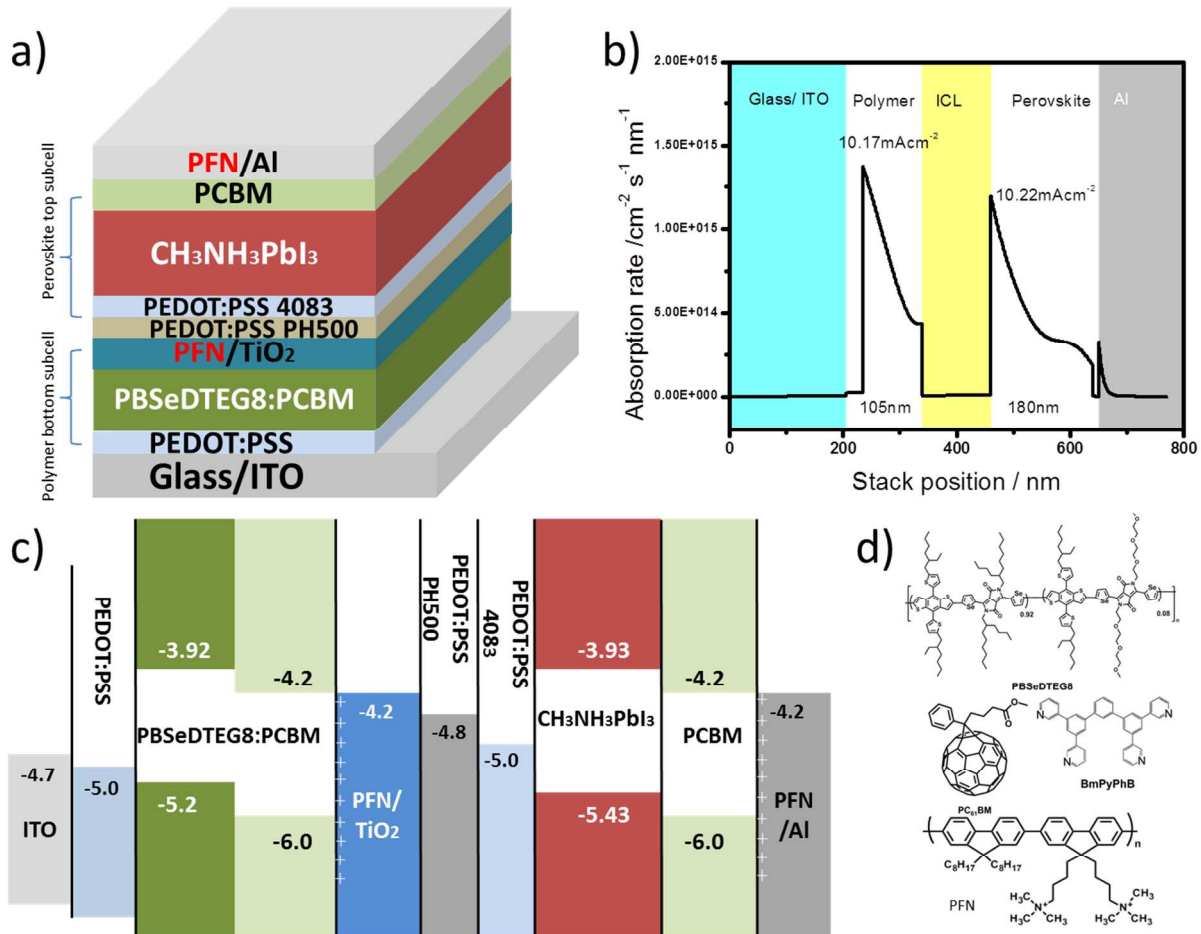 a)
Perovskite top subcell
Polymer bottom subcell
PFN/Al
PCBM
CH₃NH₃PbI₃
PEDOT:PSS 4083
PEDOT:PSS PH500
PFN/TiO₂
PBSeDTEG8:PCBM
PEDOT:PSS
Glass/ITO
b)
Absorption rate /cm⁻² s⁻¹ nm⁻¹
2.00E+015
1.50E+015
1.00E+015
5.00E+014
0.00E+000
Glass/ ITO
Polymer
ICL
Perovskite
Al
10.17mAcm⁻²
10.22mAcm⁻²
105nm
180nm
0
200
400
600
800
Stack position / nm
c)
-4.7
ITO
PEDOT:PSS
-5.0
-3.92
-4.2
PBSeDTEG8:PCBM
-5.2
-6.0
-4.2
PFN/
TiO₂
PEDOT:PSS
PH500
-4.8
PEDOT:PSS
4083
-5.0
-3.93
CH₃NH₃PbI₃
-5.43
-4.2
PCBM
-6.0
-4.2
PFN
/Al
d)
0.92
0.08
n
PBSeDTEG8
PC₆₁BM
BmPyPhB
n
C₈H₁₇ C₈H₁₇
PFN
H₃C
N⁺
CH₃
CH₃
H₃C
N⁺
CH₃
CH₃